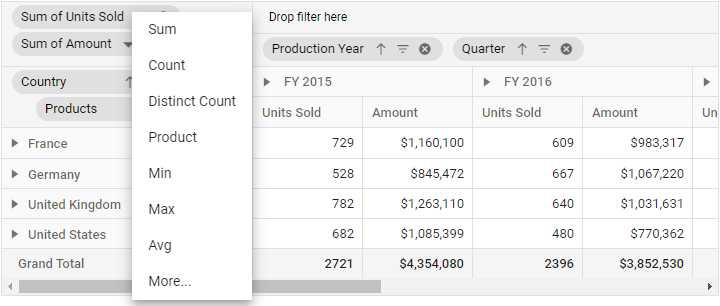 Sum of Units Sold
Drop filter here
Sum of Amount
Production Year
Quarter
Sum
Count
Distinct Count
Product
Min
Max
Avg
More...
Country
FY 2015
FY 2016
Products
Units Sold
Amount
Units Sold
Amount
Un
France
729
$1,160,100
609
$983,317
Germany
528
$845,472
667
$1,067,220
United Kingdom
782
$1,263,110
640
$1,031,631
United States
682
$1,085,399
480
$770,362
Grand Total
2721
$4,354,080
2396
$3,852,530